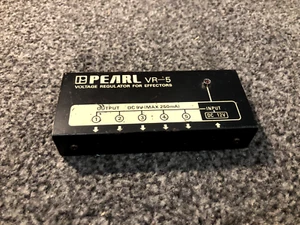 PEARL VR-5
VOLTAGE REGULATOR FOR EFFECTORS
OUTPUT DC 9V (MAX 250mA) INPUT
1 2 3 4 5 DC 12V